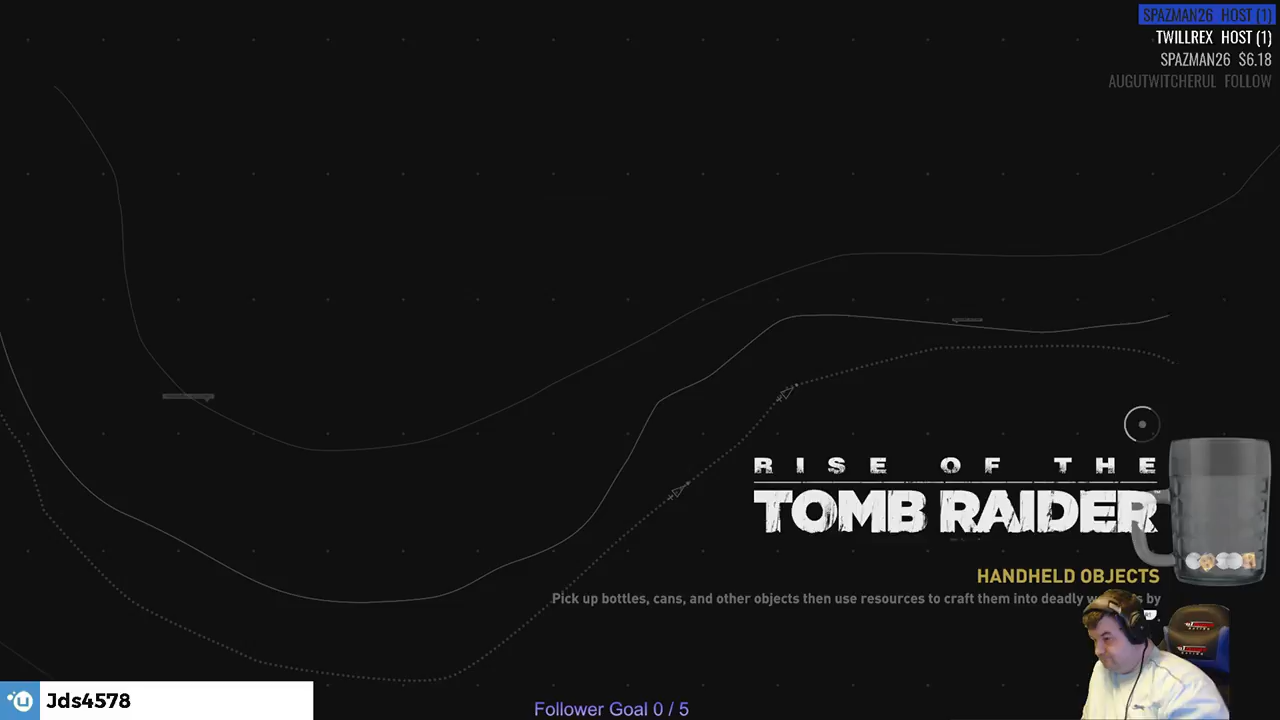 SPAZMAN26 HOST (1)
TWILLREX HOST (1)
SPAZMAN26 $6.18
AUGUTWITCHERUL FOLLOW
RISE OF THE
TOMB RAIDER
HANDHELD OBJECTS
Pick up bottles, cans, and other objects then use resources to craft them into deadly by
Jds4578
Follower Goal 0 / 5